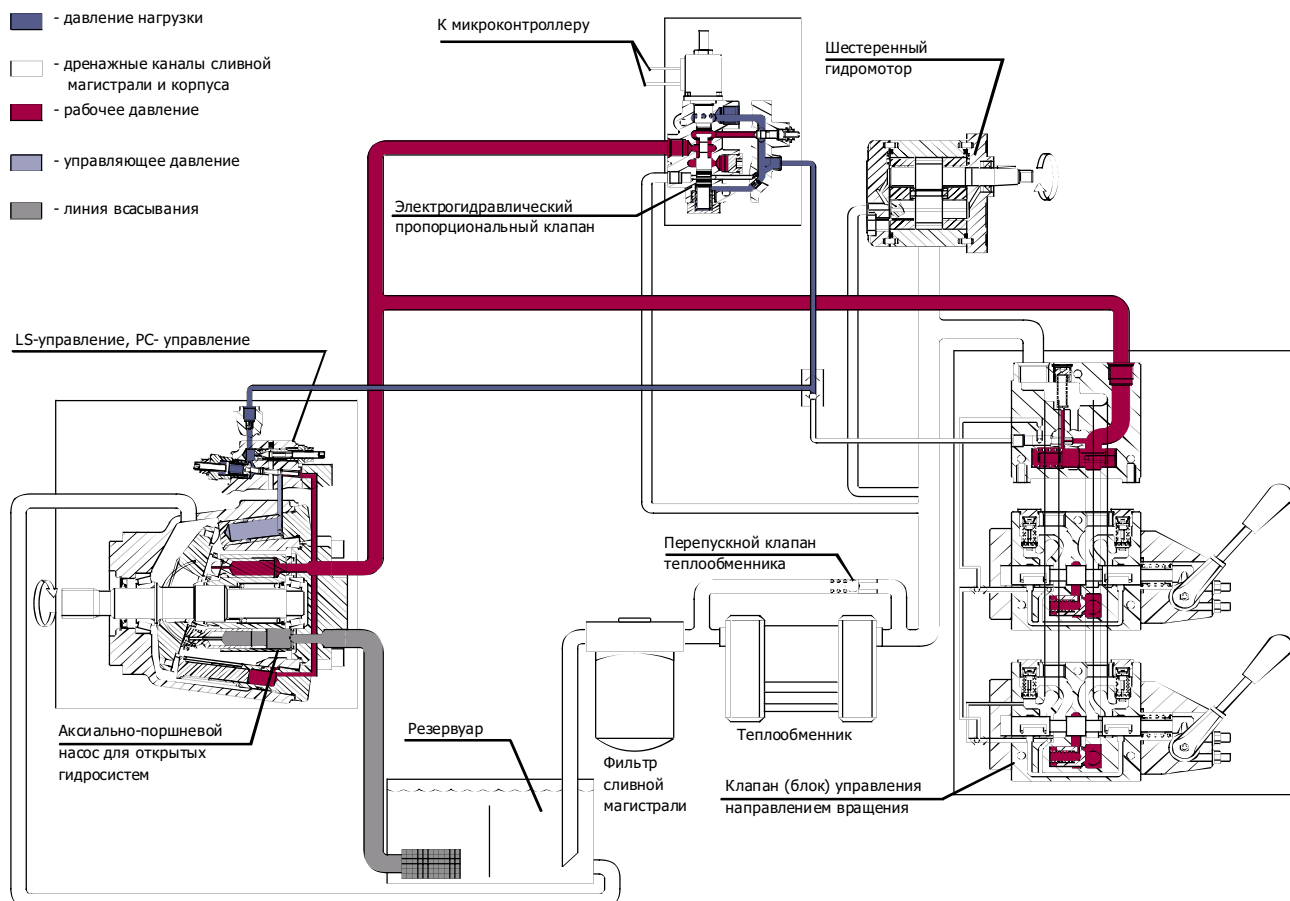 - давление нагрузки
- дренажные каналы сливной
магистрали и корпуса
- рабочее давление
- управляющее давление
- линия всасывания
К микроконтроллеру
Шестеренный
гидромотор
Электрогидравлический
пропорциональный клапан
LS-управление, PC- управление
Перепускной клапан
теплообменника
Аксиально-поршневой
насос для открытых
гидросистем
Резервуар
Фильтр
сливной
магистрали
Теплообменник
Клапан (блок) управления
направлением вращения